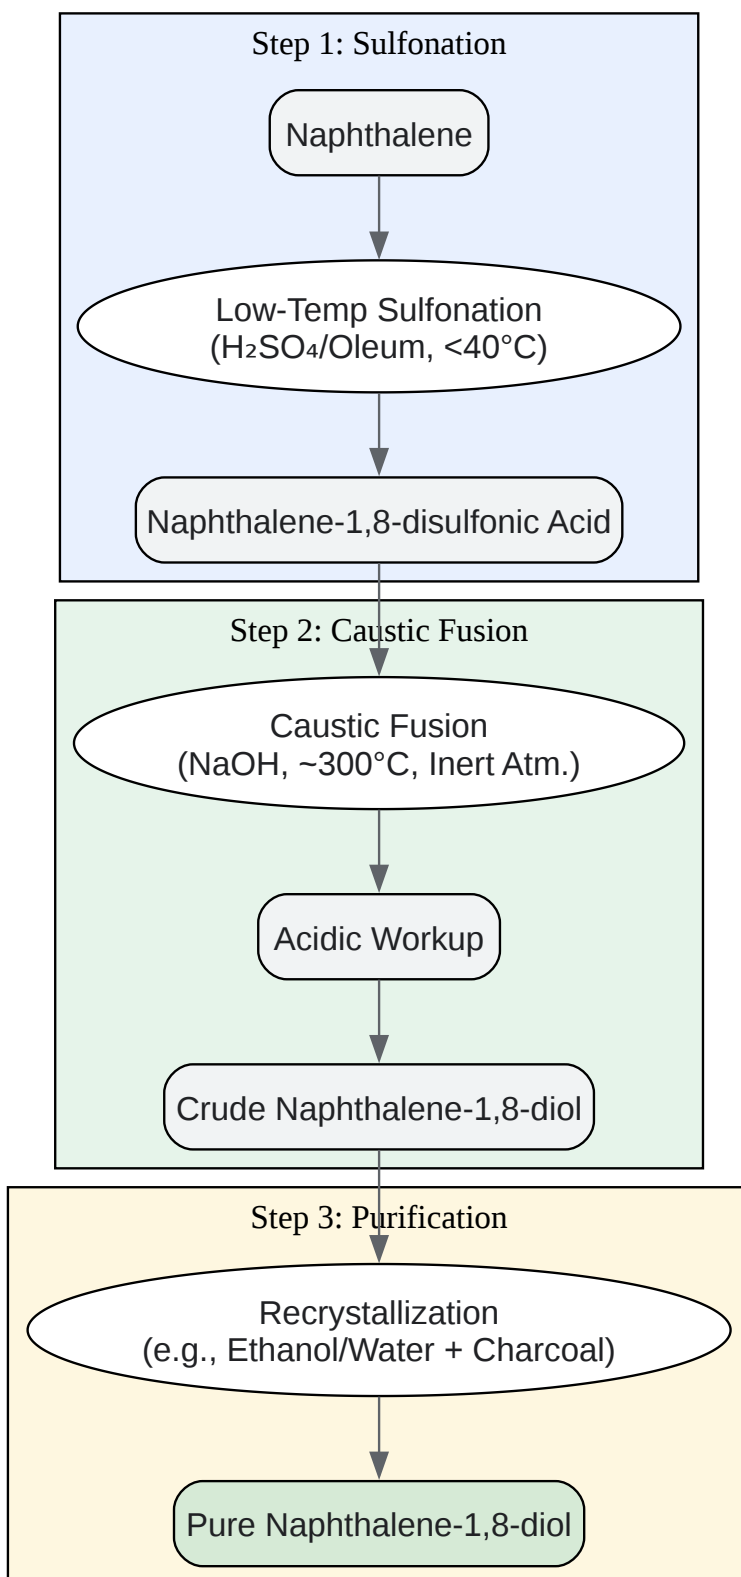 Step 1: Sulfonation
Naphthalene
Low-Temp Sulfonation
(H₂SO₄/Oleum, <40°C)
Naphthalene-1,8-disulfonic Acid
Step 2: Caustic Fusion
Caustic Fusion
(NaOH, ~300°C, Inert Atm.)
Acidic Workup
Crude Naphthalene-1,8-diol
Step 3: Purification
Recrystallization
(e.g., Ethanol/Water + Charcoal)
Pure Naphthalene-1,8-diol